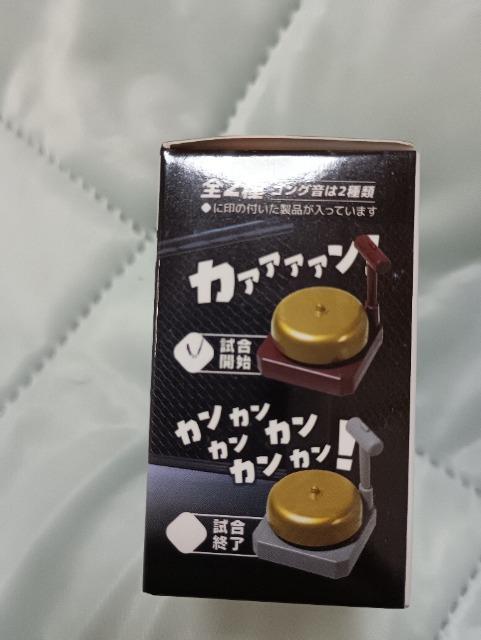 全2種 ゴング音は2種類
◆に印の付いた製品が入っています
カァァァァン!
試合
開始
カンカン
カンカン
カンカン!
試合
終了